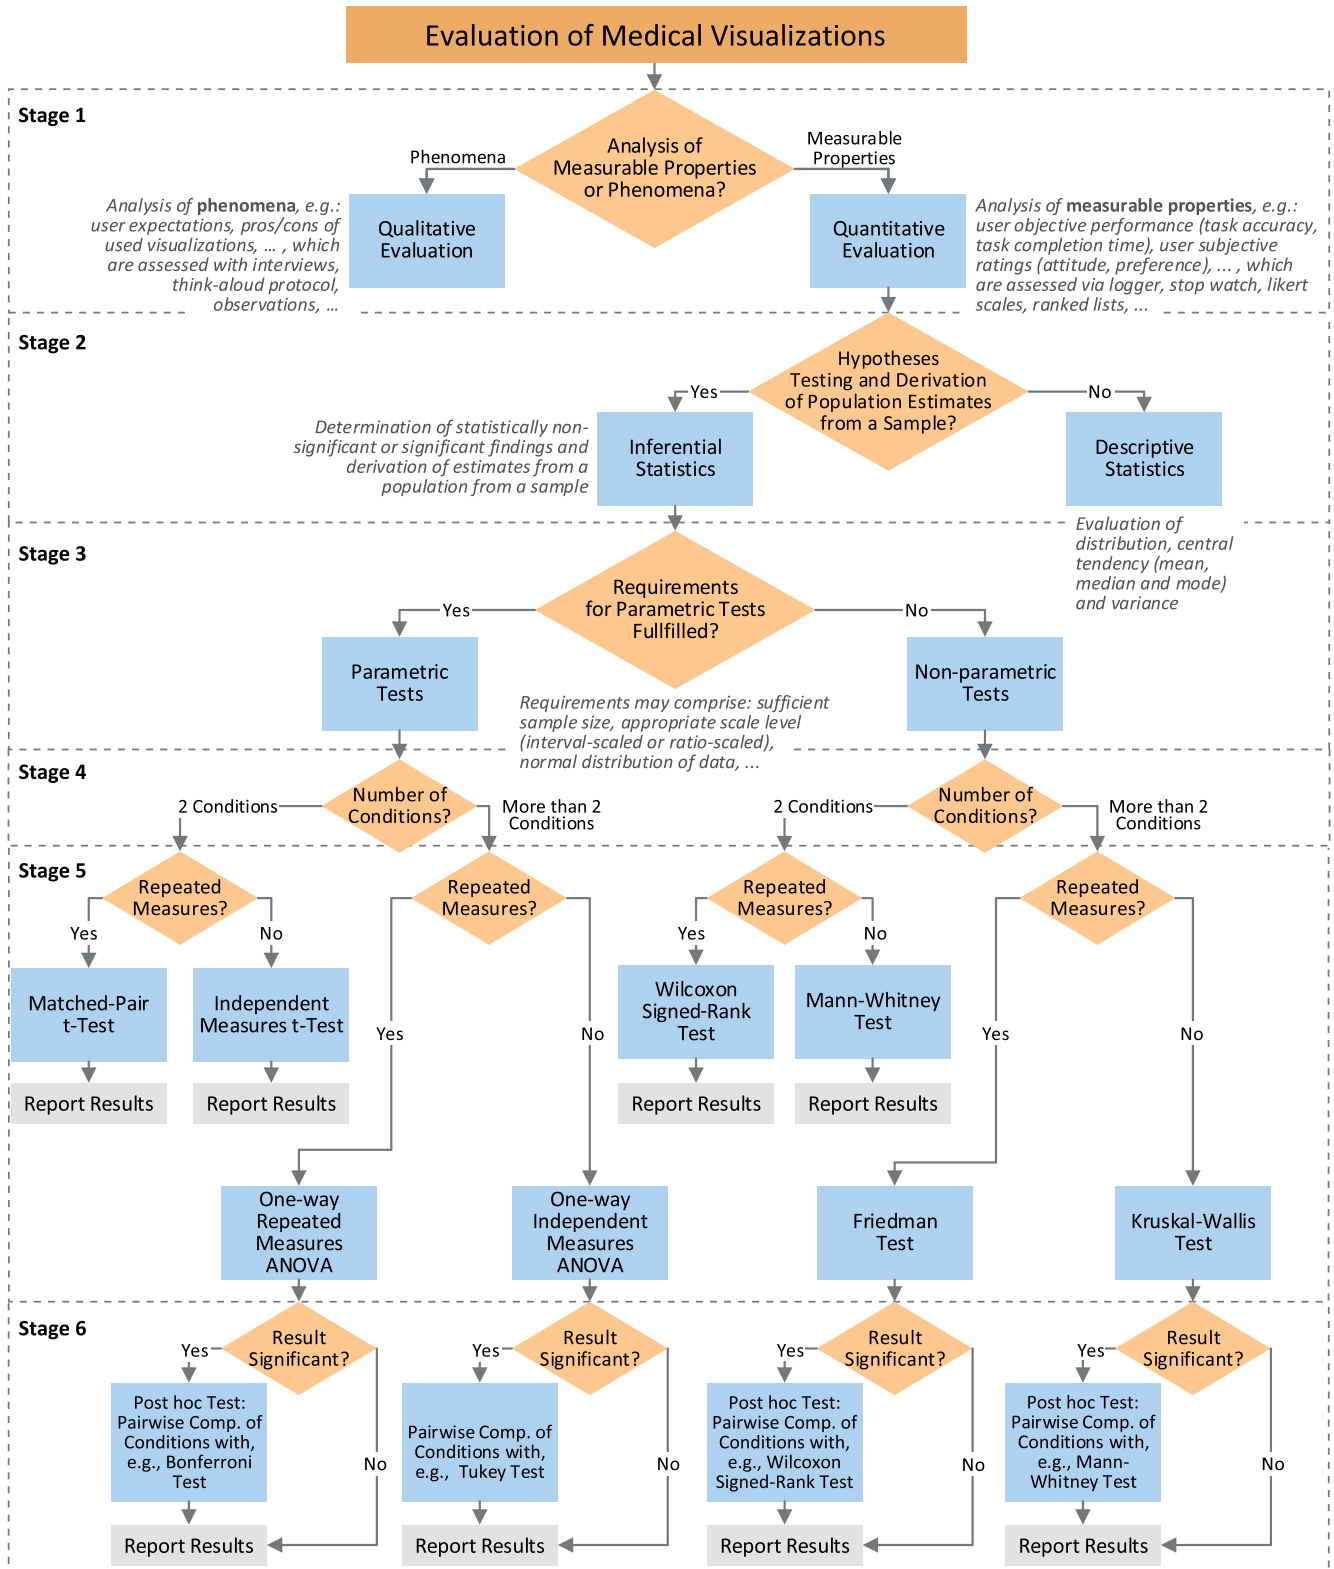 Evaluation of Medical Visualizations
Stage 1
Analysis of
Measurable Properties
or Phenomena?
Phenomena
Measurable
Properties
Analysis of phenomena, e.g.:
user expectations, pros/cons of
used visualizations, ... , which
are assessed with interviews,
think-aloud protocol,
observations, ...
Qualitative
Evaluation
Quantitative
Evaluation
Analysis of measurable properties, e.g.:
user objective performance (task accuracy,
task completion time), user subjective
ratings (attitude, preference), ... , which
are assessed via logger, stop watch, likert
scales, ranked lists, ...
Stage 2
Hypotheses
Testing and Derivation
of Population Estimates
from a Sample?
Yes
No
Determination of statistically non-
significant or significant findings and
derivation of estimates from a
population from a sample
Inferential
Statistics
Descriptive
Statistics
Evaluation of
distribution, central
tendency (mean,
median and mode)
and variance
Stage 3
Requirements
for Parametric Tests
Fullfilled?
Yes
No
Parametric
Tests
Non-parametric
Tests
Requirements may comprise: sufficient
sample size, appropriate scale level
(interval-scaled or ratio-scaled),
normal distribution of data, ...
Stage 4
Number of
Conditions?
2 Conditions
More than 2
Conditions
Number of
Conditions?
2 Conditions
More than 2
Conditions
Stage 5
Repeated
Measures?
Repeated
Measures?
Repeated
Measures?
Repeated
Measures?
Yes
No
Yes
No
Matched-Pair
t-Test
Independent
Measures t-Test
Wilcoxon
Signed-Rank
Test
Mann-Whitney
Test
Yes
No
Yes
No
Report Results
Report Results
Report Results
Report Results
One-way
Repeated
Measures
ANOVA
One-way
Independent
Measures
ANOVA
Friedman
Test
Kruskal-Wallis
Test
Stage 6
Result
Significant?
Result
Significant?
Result
Significant?
Result
Significant?
Yes
Yes
Yes
Yes
Post hoc Test:
Pairwise Comp. of
Conditions with,
e.g., Bonferroni
Test
No
Pairwise Comp. of
Conditions with,
e.g., Tukey Test
No
Post hoc Test:
Pairwise Comp. of
Conditions with,
e.g., Wilcoxon
Signed-Rank Test
No
Post hoc Test:
Pairwise Comp. of
Conditions with,
e.g., Mann-
Whitney Test
No
Report Results
Report Results
Report Results
Report Results